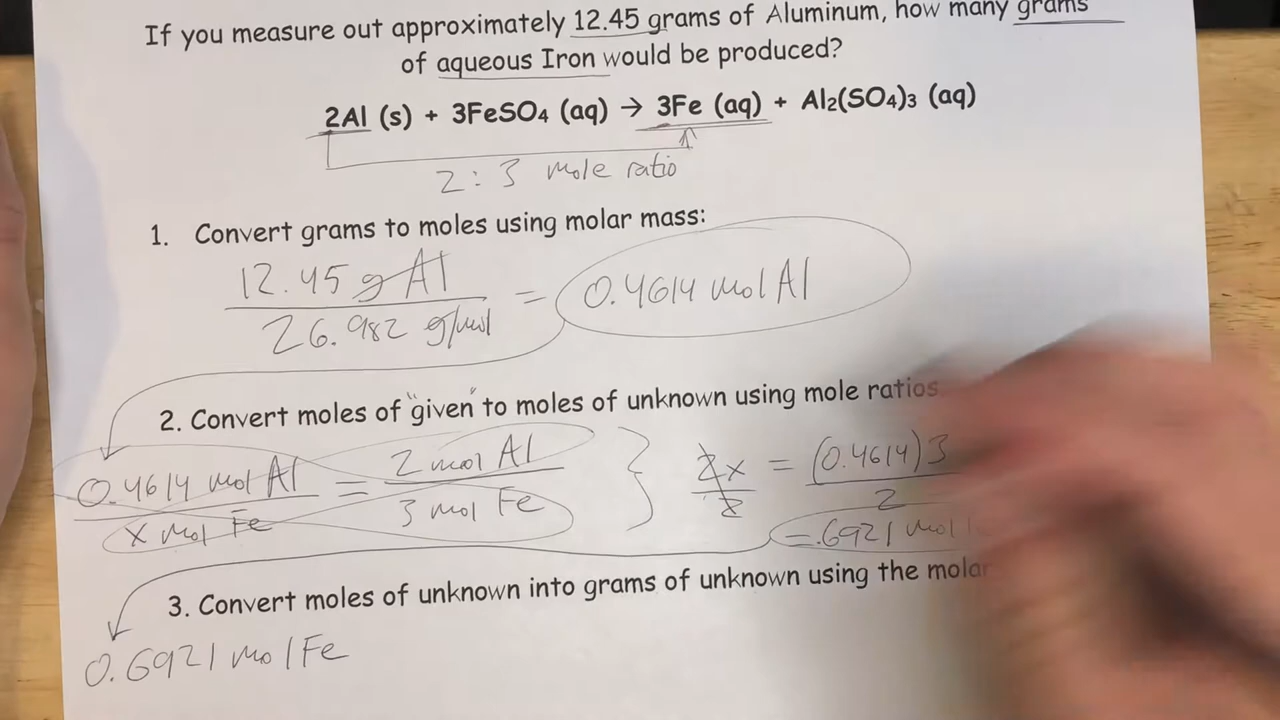 If you measure out approximately 12.45 grams of Aluminum, how many grams
of aqueous Iron would be produced?
2Al (s) + 3FeSO4 (aq) → 3Fe (aq) + Al2(SO4)3 (aq)
2:3 mole ratio
1. Convert grams to moles using molar mass:
12.45 g Al
= 0.4614 mol Al
26.982 g/mol
2. Convert moles of "given" to moles of unknown using mole ratios
0.4614 mol Al = 2 mol Al
x mol Fe 3 mol Fe
2x = (0.4614)3
2 2
=.6921 mol
3. Convert moles of unknown into grams of unknown using the molar
0.6921 mol Fe